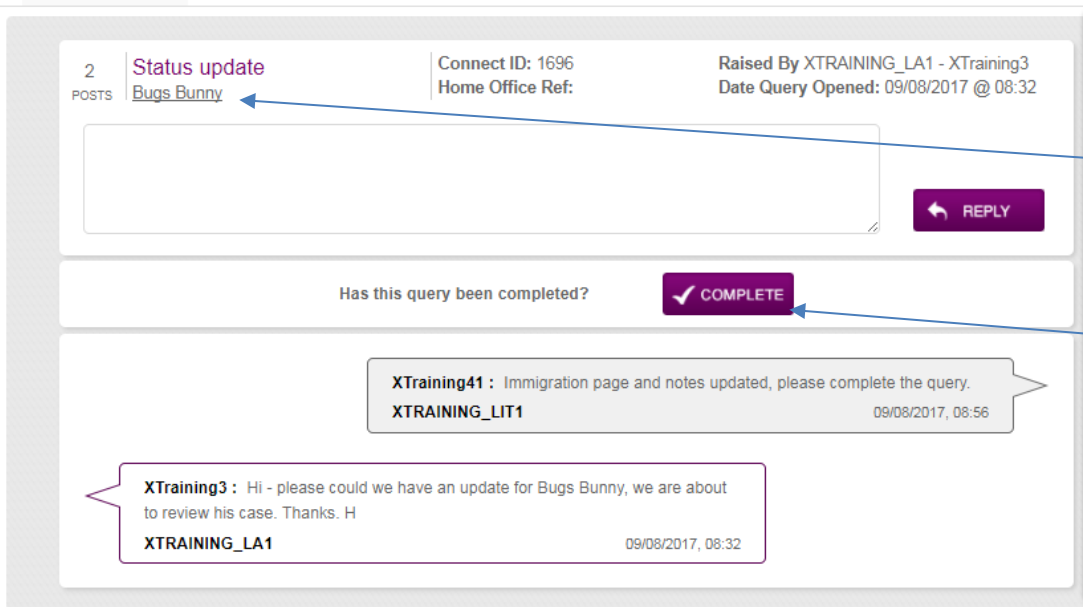 2 Status update Connect ID: 1696 Raised By XTRAINING_LA1 - XTraining3
POSTS Bugs Bunny Home Office Ref: Date Query Opened: 09/08/2017 @ 08:32
REPLY
Has this query been completed? COMPLETE
XTraining41 : Immigration page and notes updated, please complete the query.
XTRAINING_LIT1 09/08/2017, 08:56
XTraining3 : Hi - please could we have an update for Bugs Bunny, we are about
to review his case. Thanks. H
XTRAINING_LA1 09/08/2017, 08:32